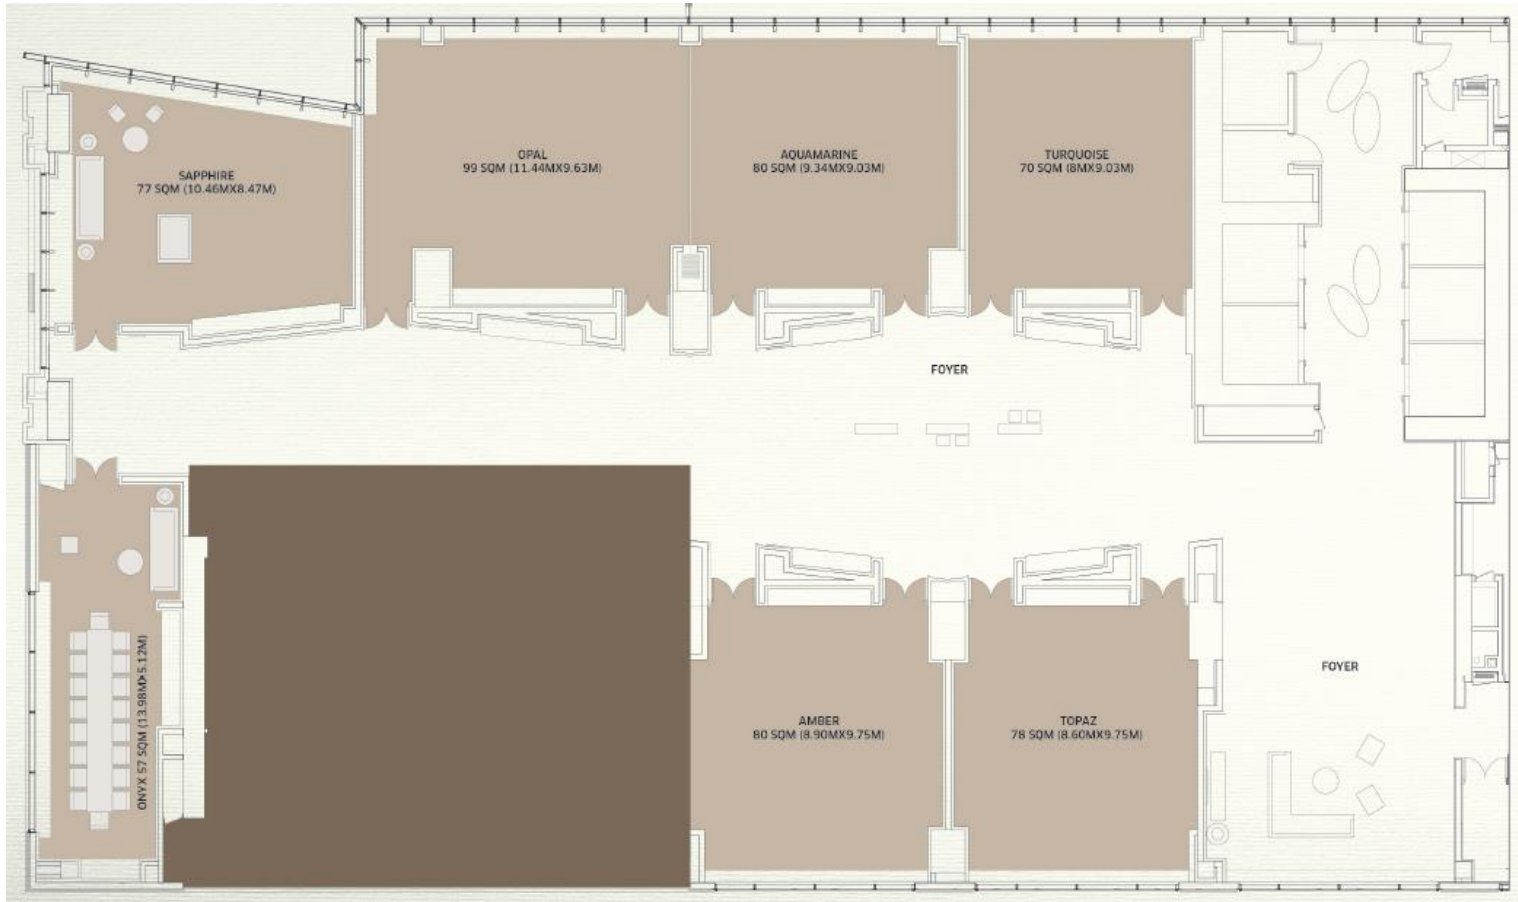 SAPPHIRE
77 SQM (10.46MX8.47M)
OPAL
99 SQM (11.44MX9.63M)
AQUAMARINE
80 SQM (9.34MX9.03M)
TURQUOISE
70 SQM (8MX9.03M)
FOYER
ONYX 57 SQM (13.98MX5.12M)
AMBER
80 SQM (8.90MX9.75M)
TOPAZ
78 SQM (8.60MX9.75M)
FOYER